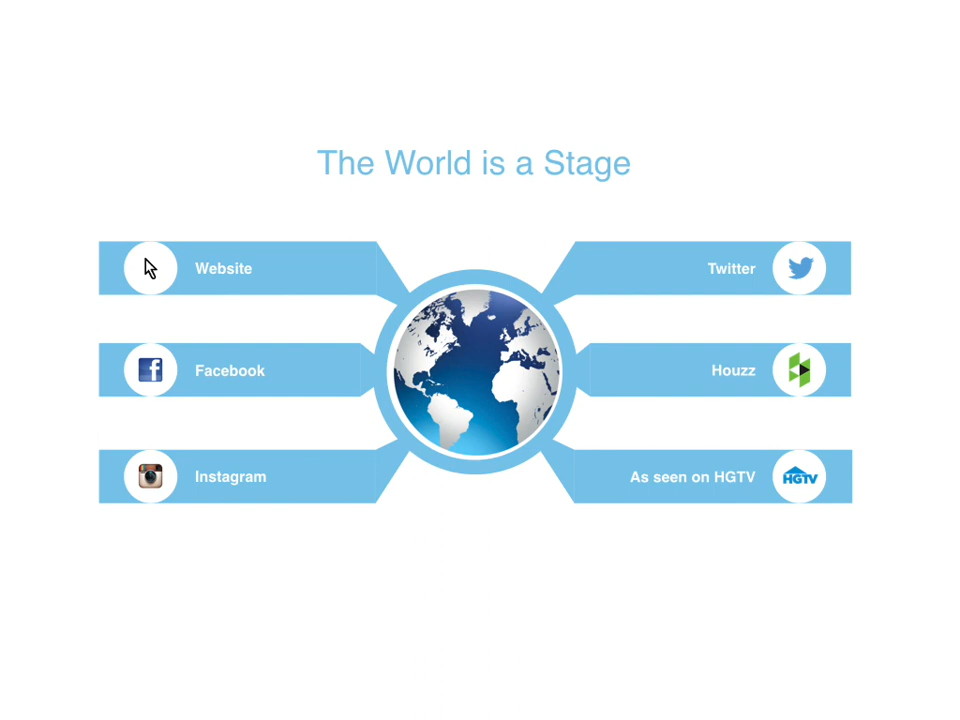 The World is a Stage
Website
Twitter
Facebook
Houzz
Instagram
As seen on HGTV
HGTV